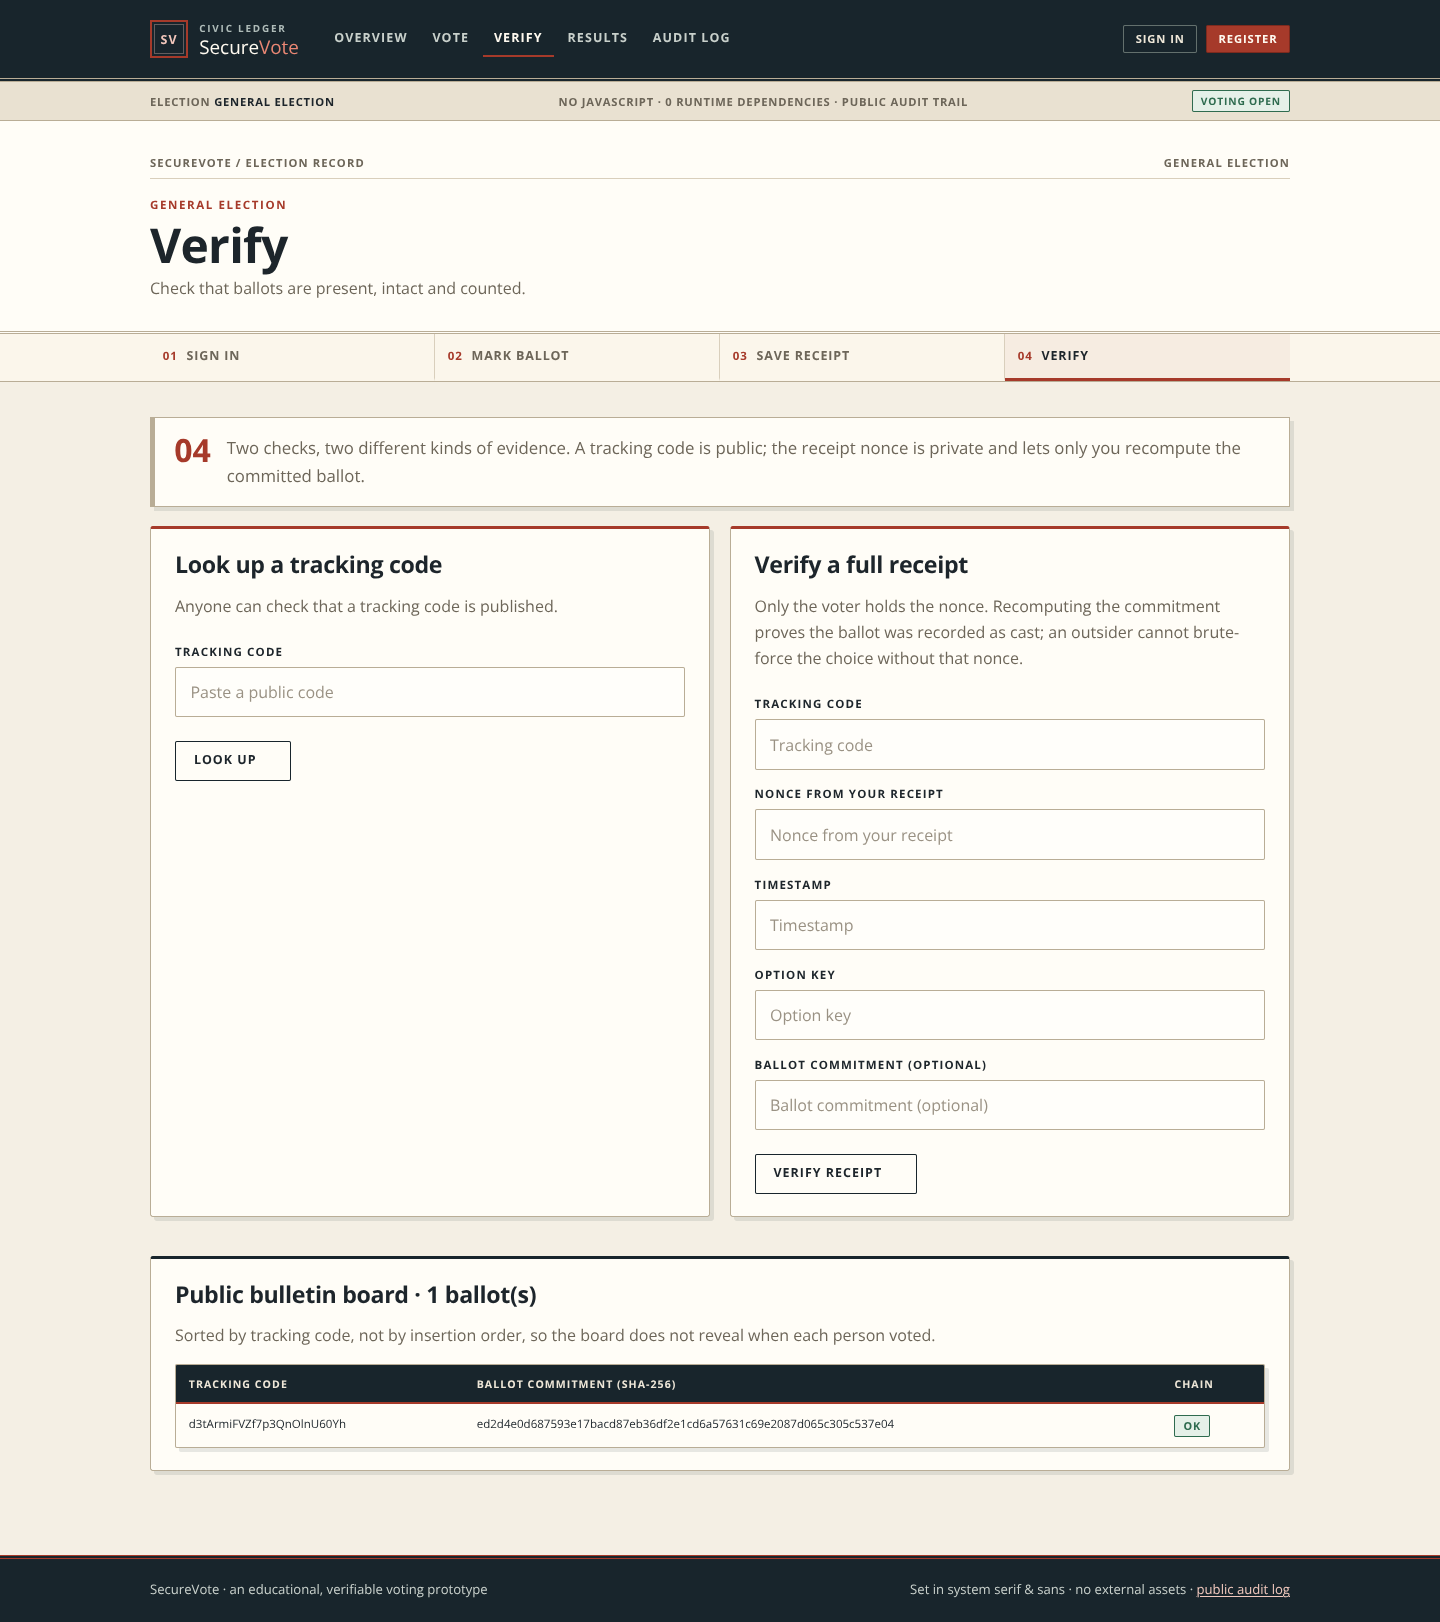 SV
CIVIC LEDGER
SecureVote
OVERVIEW
VOTE
VERIFY
RESULTS
AUDIT LOG
SIGN IN
REGISTER
ELECTION GENERAL ELECTION
NO JAVASCRIPT · 0 RUNTIME DEPENDENCIES · PUBLIC AUDIT TRAIL
VOTING OPEN
SECUREVOTE / ELECTION RECORD
GENERAL ELECTION
GENERAL ELECTION
Verify
Check that ballots are present, intact and counted.
01 SIGN IN
02 MARK BALLOT
03 SAVE RECEIPT
04 VERIFY
04
Two checks, two different kinds of evidence. A tracking code is public; the receipt nonce is private and lets only you recompute the
committed ballot.
Look up a tracking code
Anyone can check that a tracking code is published.
TRACKING CODE
Paste a public code
LOOK UP
Verify a full receipt
Only the voter holds the nonce. Recomputing the commitment
proves the ballot was recorded as cast; an outsider cannot brute-
force the choice without that nonce.
TRACKING CODE
Tracking code
NONCE FROM YOUR RECEIPT
Nonce from your receipt
TIMESTAMP
Timestamp
OPTION KEY
Option key
BALLOT COMMITMENT (OPTIONAL)
Ballot commitment (optional)
VERIFY RECEIPT
Public bulletin board · 1 ballot(s)
Sorted by tracking code, not by insertion order, so the board does not reveal when each person voted.
TRACKING CODE
BALLOT COMMITMENT (SHA-256)
CHAIN
d3tArmiFVZf7p3QnOlnU60Yh
ed2d4e0d687593e17bacd87eb36df2e1cd6a57631c69e2087d065c305c537e04
OK
SecureVote · an educational, verifiable voting prototype
Set in system serif & sans · no external assets · public audit log